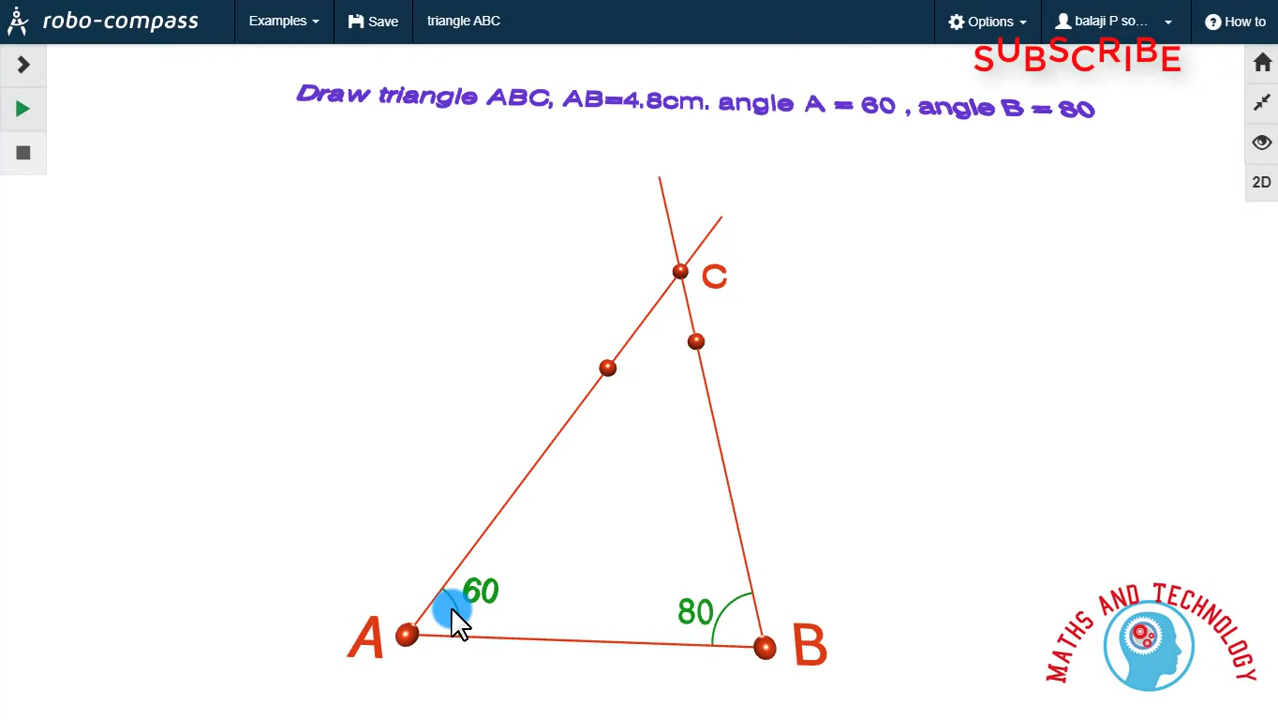 robo-compass
Examples
Save
triangle ABC
Options
balaji P so...
How to
SUBSCRIBE
Draw triangle ABC, AB=4.8cm. angle A = 60 , angle B = 80
2D
C
60
80
A
B
MATHS AND TECHNOLOGY